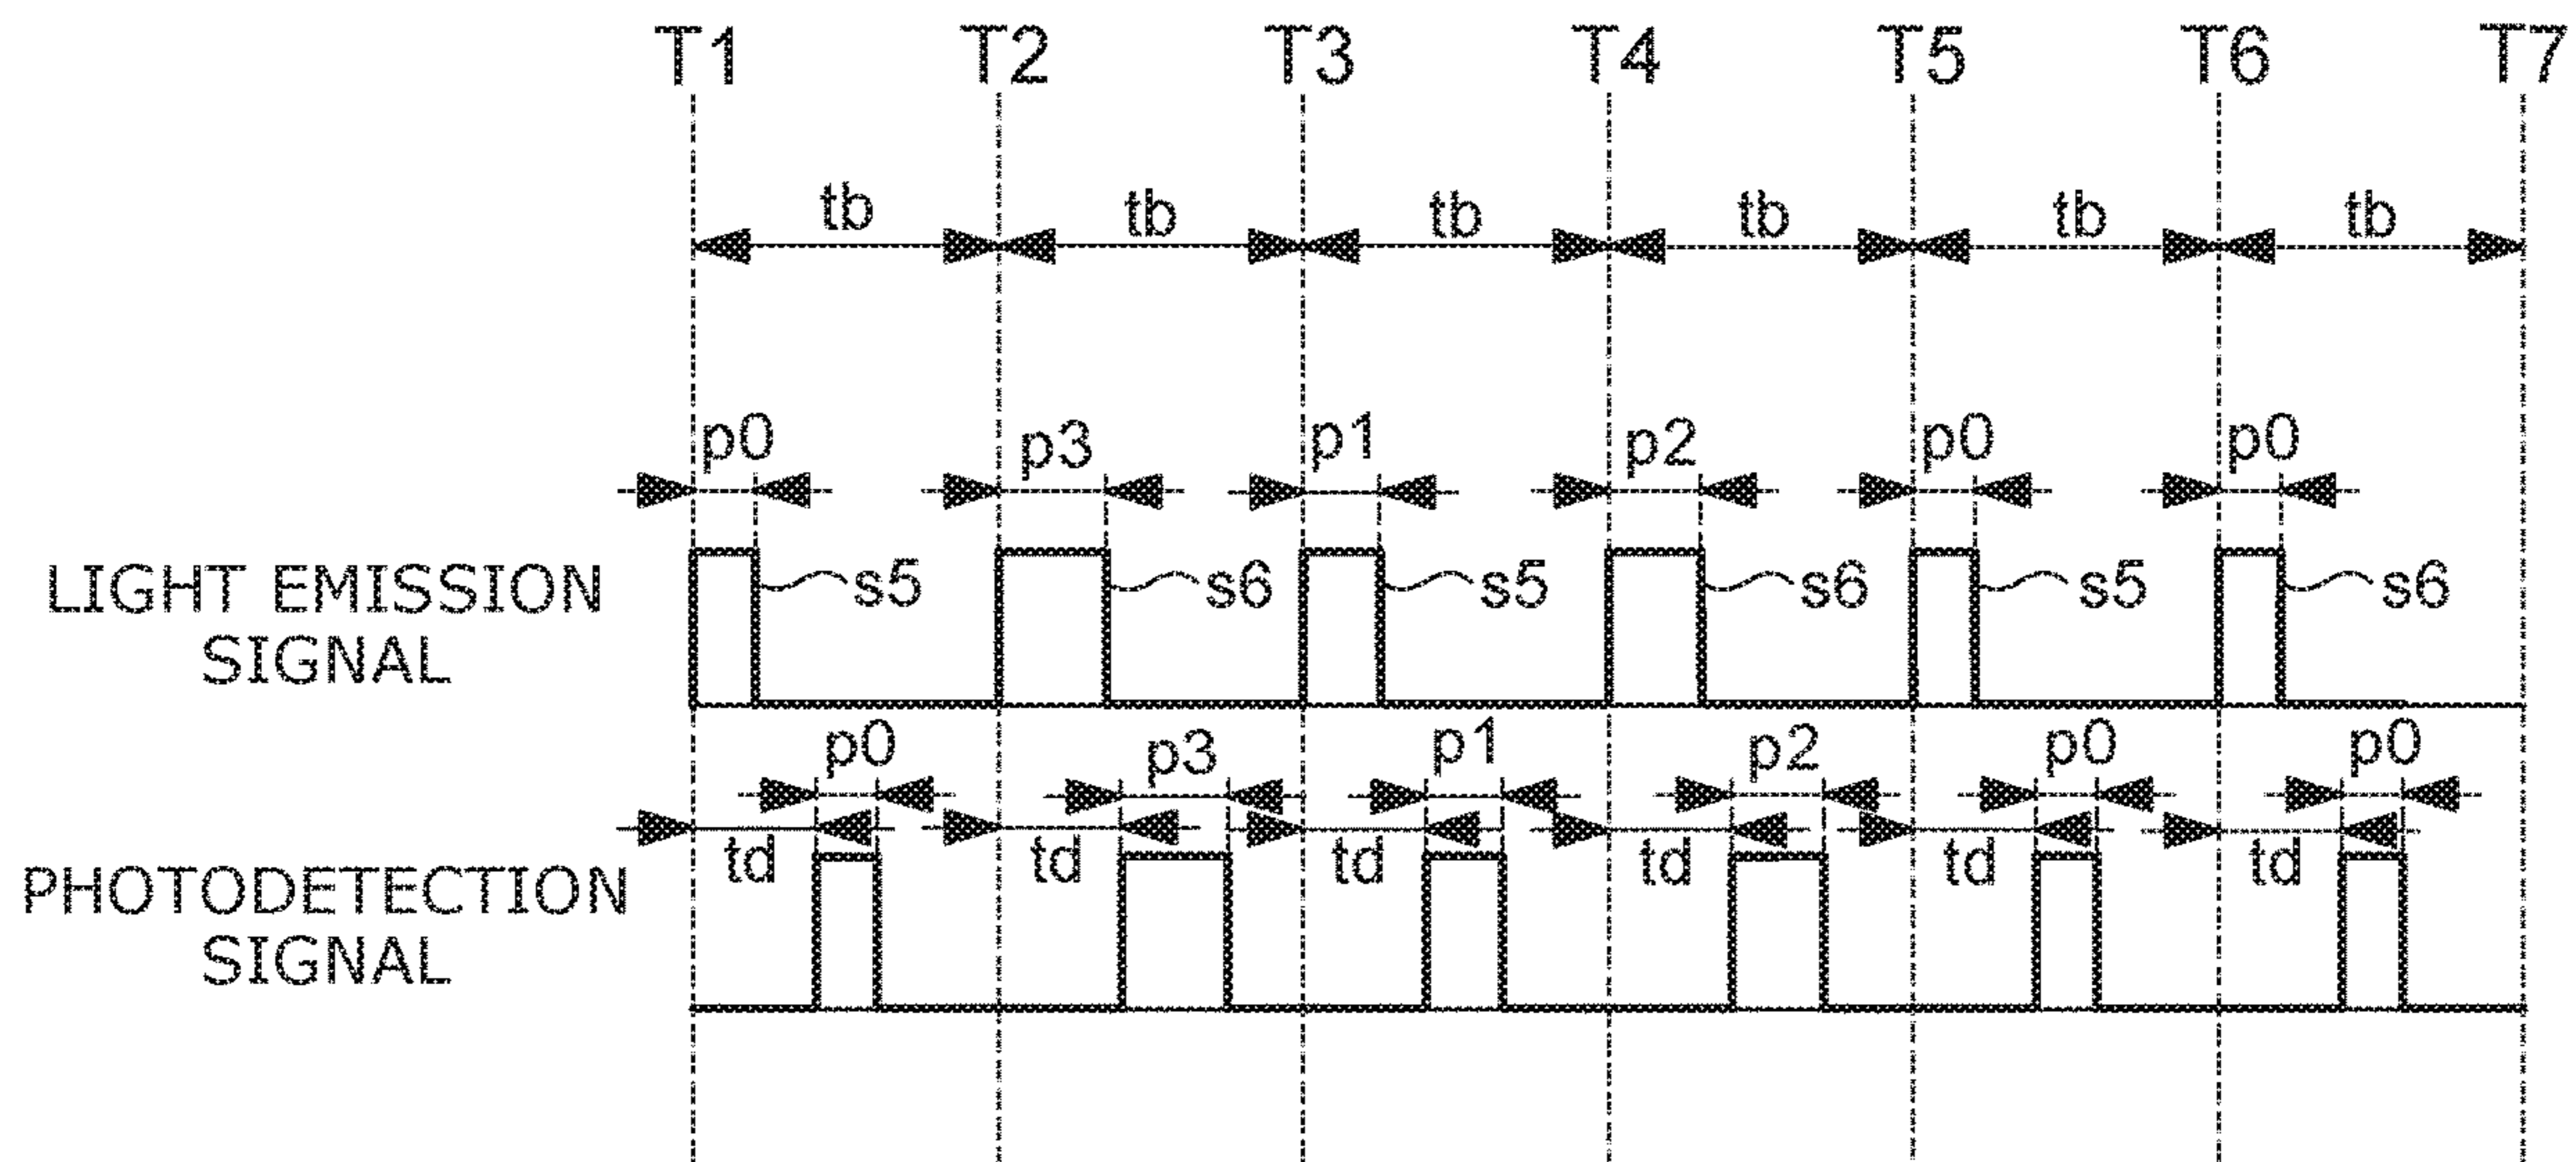 T1 T2 T3 T4 T5 T6 T7
tb tb tb tb tb tb
p0 p3 p1 p2 p0 p0
LIGHT EMISSION
SIGNAL
s5 s6 s5 s6 s5 s6
p0 p3 p1 p2 p0 p0
td td td td td td
PHOTODETECTION
SIGNAL